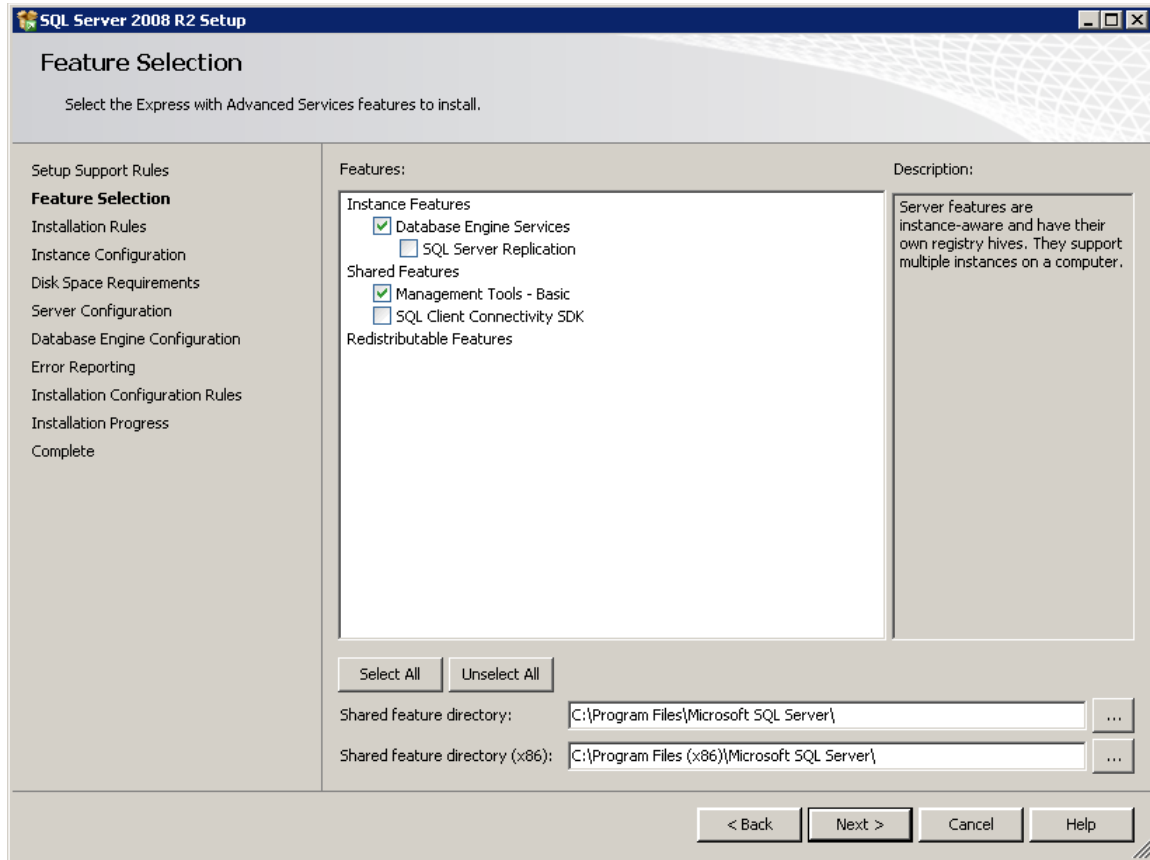 SQL Server 2008 R2 Setup
Feature Selection
Select the Express with Advanced Services features to install.
Setup Support Rules
Feature Selection
Installation Rules
Instance Configuration
Disk Space Requirements
Server Configuration
Database Engine Configuration
Error Reporting
Installation Configuration Rules
Installation Progress
Complete
Features:
Instance Features
Database Engine Services
SQL Server Replication
Shared Features
Management Tools - Basic
SQL Client Connectivity SDK
Redistributable Features
Description:
Server features are
instance-aware and have their
own registry hives. They support
multiple instances on a computer.
Select All
Unselect All
Shared feature directory:
C:\Program Files\Microsoft SQL Server\
...
Shared feature directory (x86):
C:\Program Files (x86)\Microsoft SQL Server\
...
< Back
Next >
Cancel
Help